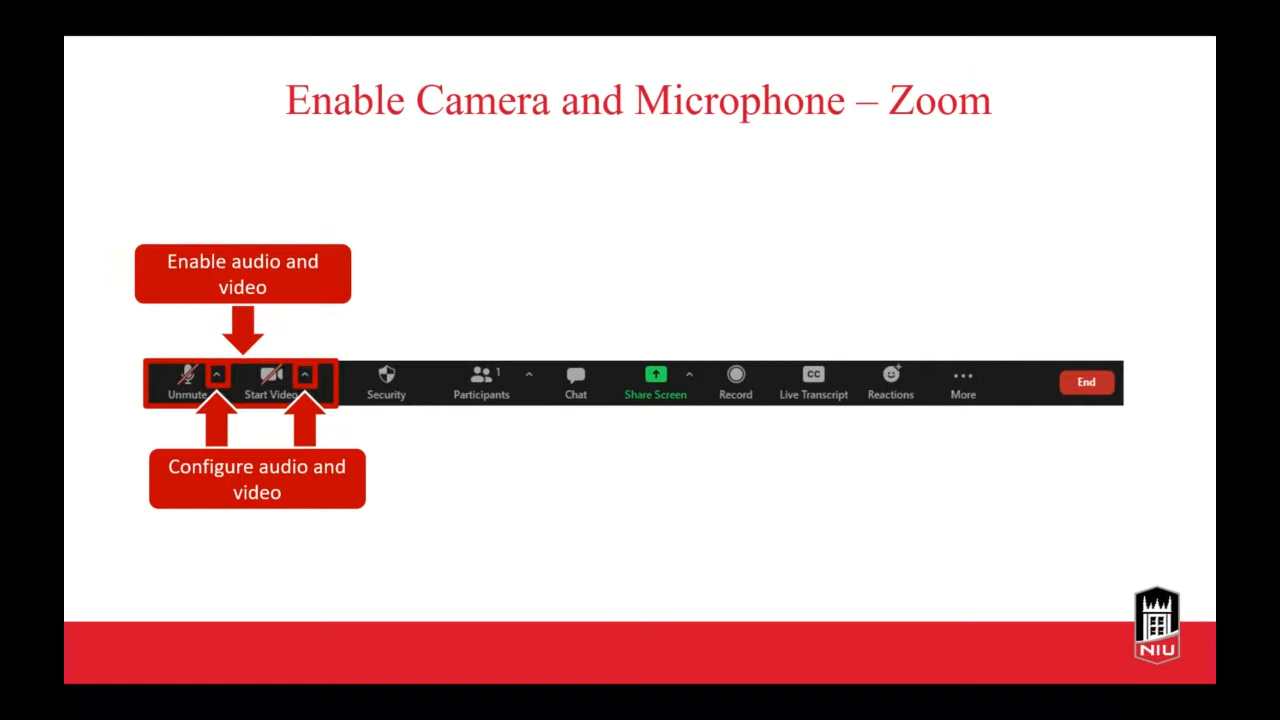 Enable Camera and Microphone – Zoom
Enable audio and
video
1
Unmute
Start Video
Security
Participants
Chat
Share Screen
Record
CC
Live Transcript
Reactions
More
End
Configure audio and
video
NIU